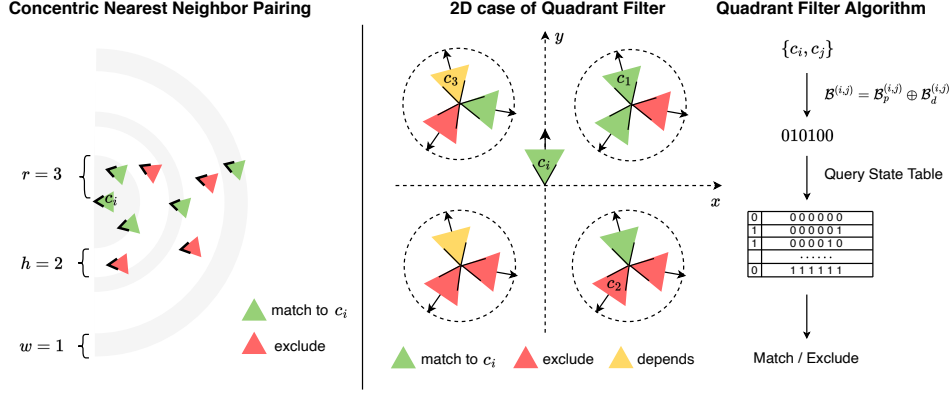 Concentric Nearest Neighbor Pairing
r = 3
c_i
h = 2
w = 1
match to c_i
exclude
2D case of Quadrant Filter
y
c_3
c_1
c_i
x
c_2
match to c_i
exclude
depends
Quadrant Filter Algorithm
{c_i, c_j}
B^{(i,j)} = B_p^{(i,j)} ⊕ B_d^{(i,j)}
010100
Query State Table
0 000000
1 000001
1 000010
......
0 111111
Match / Exclude